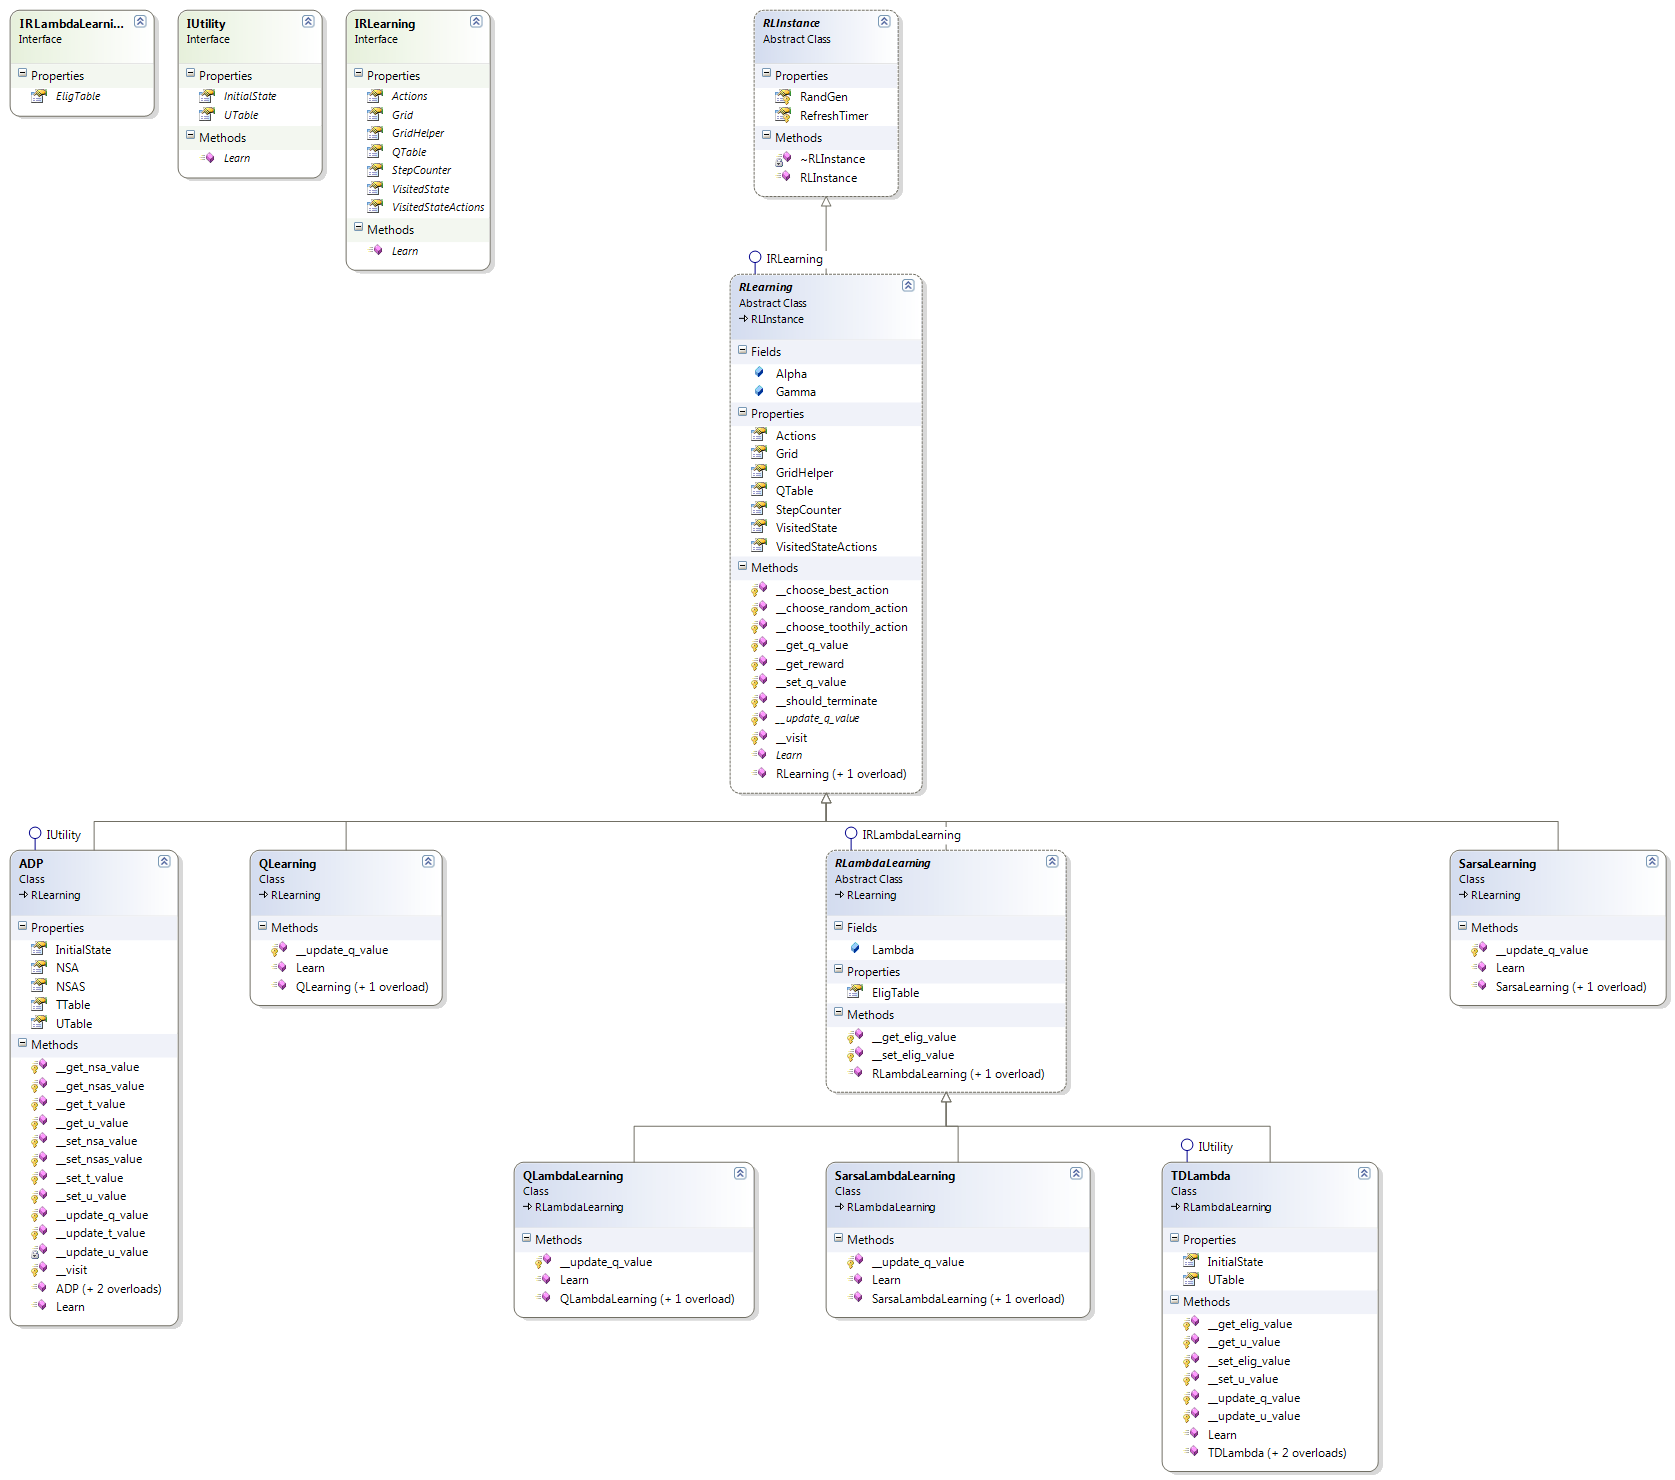 IRLambdaLearni...
Interface
Properties
EligTable
IUtility
Interface
Properties
InitialState
UTable
Methods
Learn
IRLearning
Interface
Properties
Actions
Grid
GridHelper
QTable
StepCounter
VisitedState
VisitedStateActions
Methods
Learn
RLInstance
Abstract Class
Properties
RandGen
RefreshTimer
Methods
~RLInstance
RLInstance
IRLearning
RLearning
Abstract Class
RLInstance
Fields
Alpha
Gamma
Properties
Actions
Grid
GridHelper
QTable
StepCounter
VisitedState
VisitedStateActions
Methods
__choose_best_action
__choose_random_action
__choose_toothily_action
__get_q_value
__get_reward
__set_q_value
__should_terminate
__update_q_value
__visit
Learn
RLearning (+ 1 overload)
IUtility
ADP
Class
RLearning
Properties
InitialState
NSA
NSAS
TTable
UTable
Methods
__get_nsa_value
__get_nsas_value
__get_t_value
__get_u_value
__set_nsa_value
__set_nsas_value
__set_t_value
__set_u_value
__update_q_value
__update_t_value
__update_u_value
__visit
ADP (+ 2 overloads)
Learn
QLearning
Class
RLearning
Methods
__update_q_value
Learn
QLearning (+ 1 overload)
IRLambdaLearning
RLambdaLearning
Abstract Class
RLearning
Fields
Lambda
Properties
EligTable
Methods
__get_elig_value
__set_elig_value
RLambdaLearning (+ 1 overload)
SarsaLearning
Class
RLearning
Methods
__update_q_value
Learn
SarsaLearning (+ 1 overload)
QLambdaLearning
Class
RLambdaLearning
Methods
__update_q_value
Learn
QLambdaLearning (+ 1 overload)
SarsaLambdaLearning
Class
RLambdaLearning
Methods
__update_q_value
Learn
SarsaLambdaLearning (+ 1 overload)
IUtility
TDLambda
Class
RLambdaLearning
Properties
InitialState
UTable
Methods
__get_elig_value
__get_u_value
__set_elig_value
__set_u_value
__update_q_value
__update_u_value
Learn
TDLambda (+ 2 overloads)